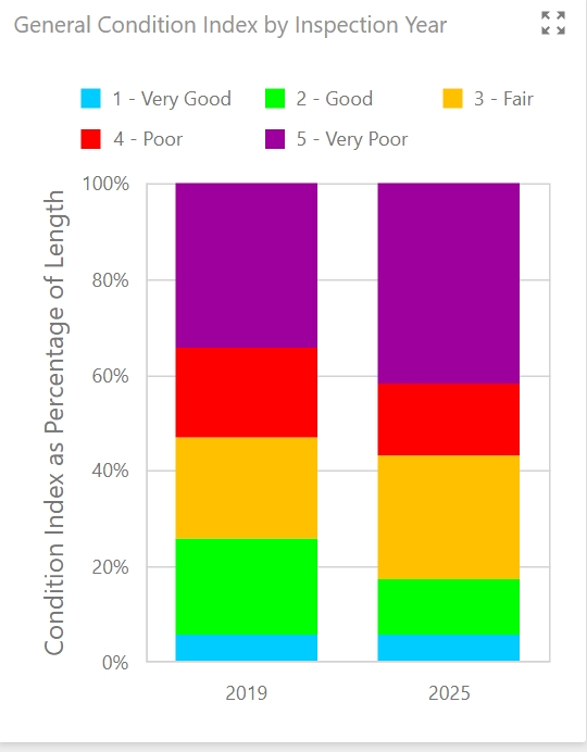 General Condition Index by Inspection Year
1 - Very Good
2 - Good
3 - Fair
4 - Poor
5 - Very Poor
Condition Index as Percentage of Length
100%
80%
60%
40%
20%
0%
2019
2025